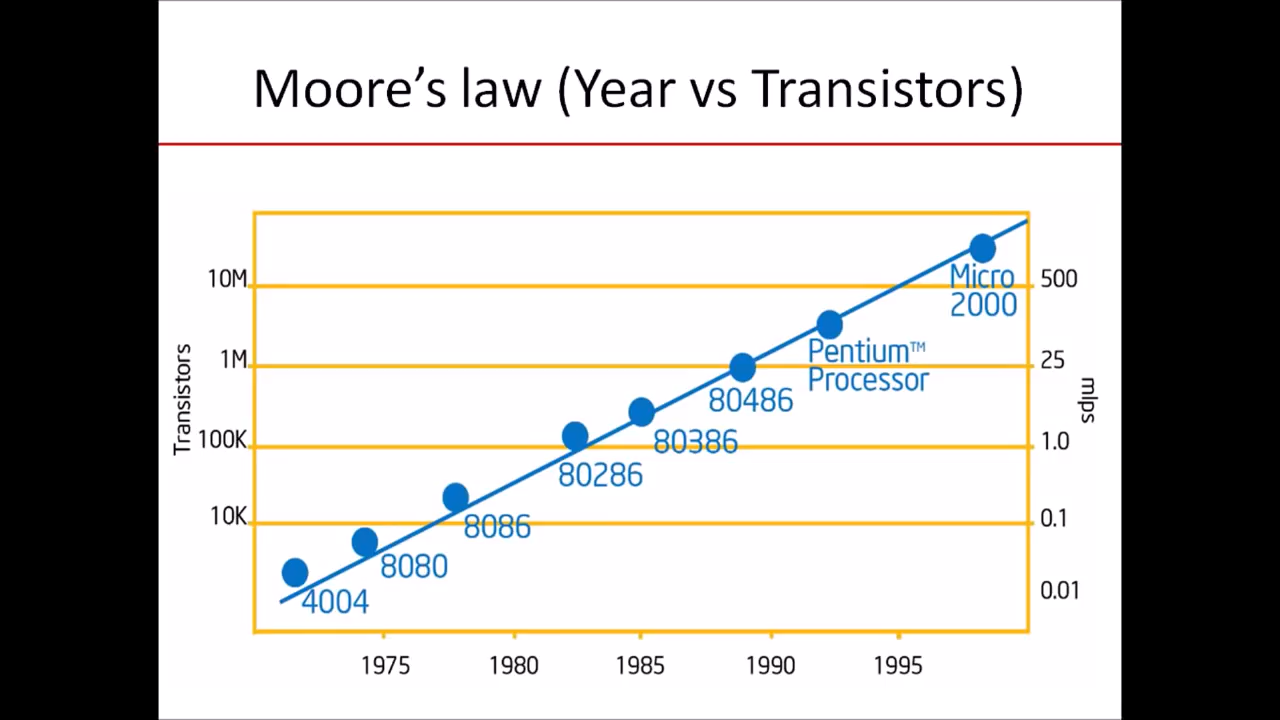 Moore's law (Year vs Transistors)
10M
1M
100K
10K
Transistors
500
25
1.0
0.1
0.01
mIps
Micro
2000
Pentium™
Processor
80486
80386
80286
8086
8080
4004
1975 1980 1985 1990 1995